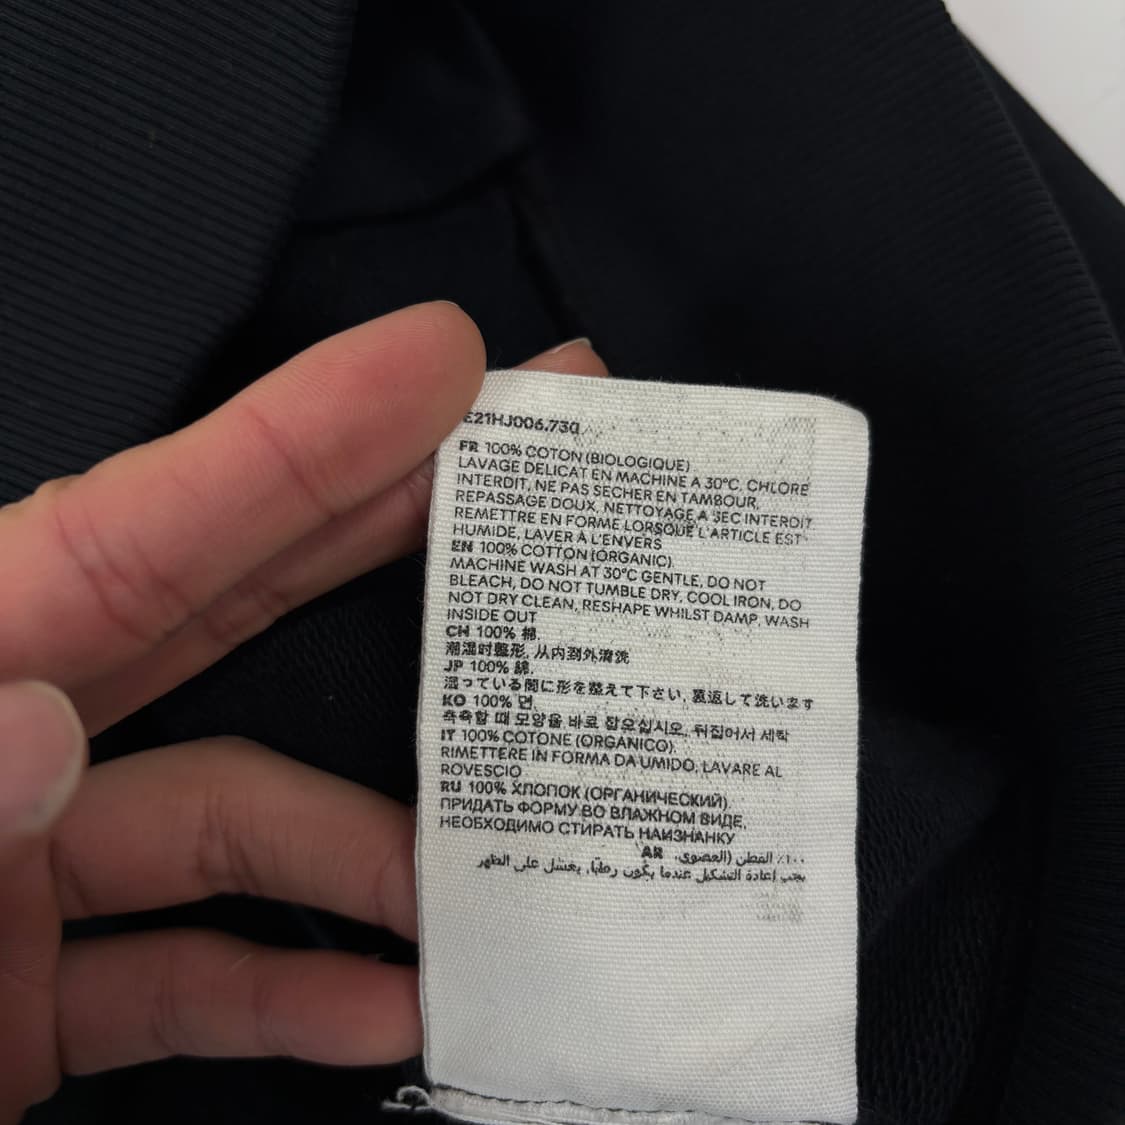 E21HJ006.730
FR 100% COTON (BIOLOGIQUE)
LAVAGE DELICAT EN MACHINE A 30°C, CHLORE
INTERDIT, NE PAS SECHER EN TAMBOUR,
REPASSAGE DOUX, NETTOYAGE A SEC INTERDIT.
REMETTRE EN FORME LORSQUE L'ARTICLE EST
HUMIDE, LAVER À L'ENVERS
EN 100% COTTON (ORGANIC).
MACHINE WASH AT 30°C GENTLE, DO NOT
BLEACH, DO NOT TUMBLE DRY, COOL IRON, DO
NOT DRY CLEAN, RESHAPE WHILST DAMP, WASH
INSIDE OUT
CH 100% 棉.
潮湿时整形, 从内到外清洗
JP 100% 綿.
湿っている間に形を整えて下さい, 裏返して洗います
KO 100% 면.
축축할 때 모양을 바로 잡으십시오, 뒤집어서 세탁
IT 100% COTONE (ORGANICO).
RIMETTERE IN FORMA DA UMIDO, LAVARE AL
ROVESCIO
RU 100% ХЛОПОК (ОРГАНИЧЕСКИЙ).
ПРИДАТЬ ФОРМУ ВО ВЛАЖНОМ ВИДЕ,
НЕОБХОДИМО СТИРАТЬ НАИЗНАНКУ
١٠٠٪ القطن (العضوي. AR
يجب إعادة التشكيل عندما يكون رطبًا, يغسل على الظهر